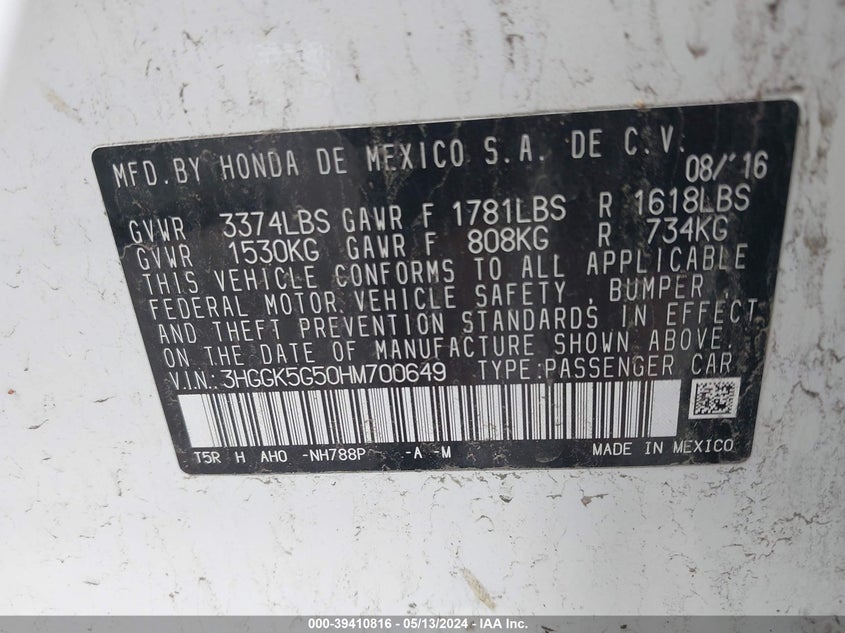 MFD. BY HONDA DE MEXICO S.A. DE C.V. 08/'16
GVWR 3374LBS GAWR F 1781LBS R 1618LBS
GVWR 1530KG GAWR F 808KG R 734KG
THIS VEHICLE CONFORMS TO ALL APPLICABLE
FEDERAL MOTOR VEHICLE SAFETY , BUMPER ,
AND THEFT PREVENTION STANDARDS IN EFFECT
ON THE DATE OF MANUFACTURE SHOWN ABOVE.
V.IN: 3HGGK5G50HM700649 TYPE:PASSENGER CAR
T5R H AHO -NH788P -A -M MADE IN MEXICO
000-39410816 - 05/13/2024 - IAA Inc.